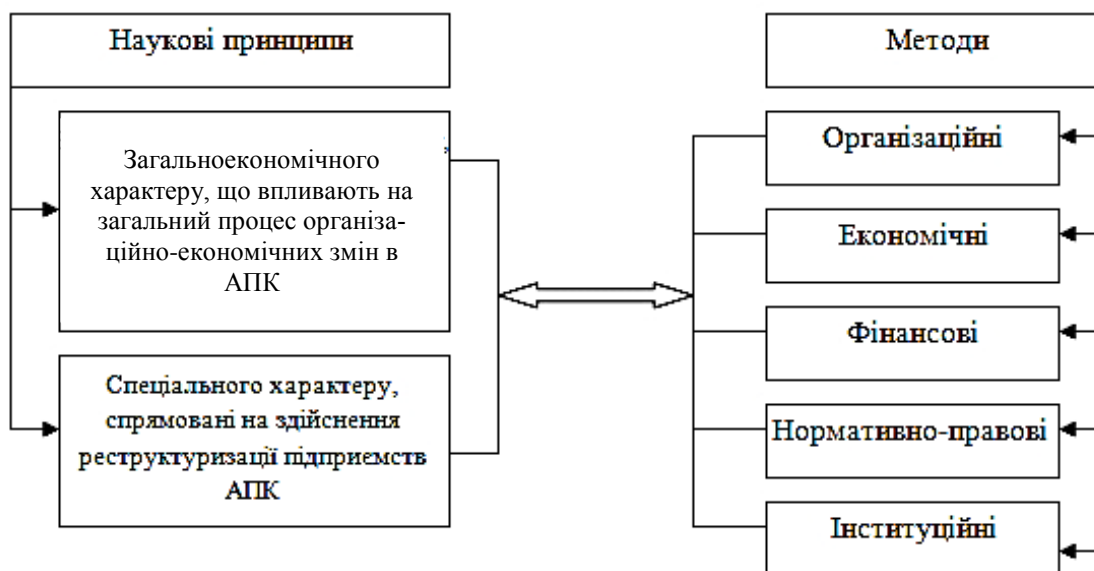 Наукові принципи
Загальноекономічного
характеру, що впливають на
загальний процес організа-
ційно-економічних змін в
АПК
Спеціального характеру,
спрямовані на здійснення
реструктуризації підприємств
АПК
Методи
Організаційні
Економічні
Фінансові
Нормативно-правові
Інституційні